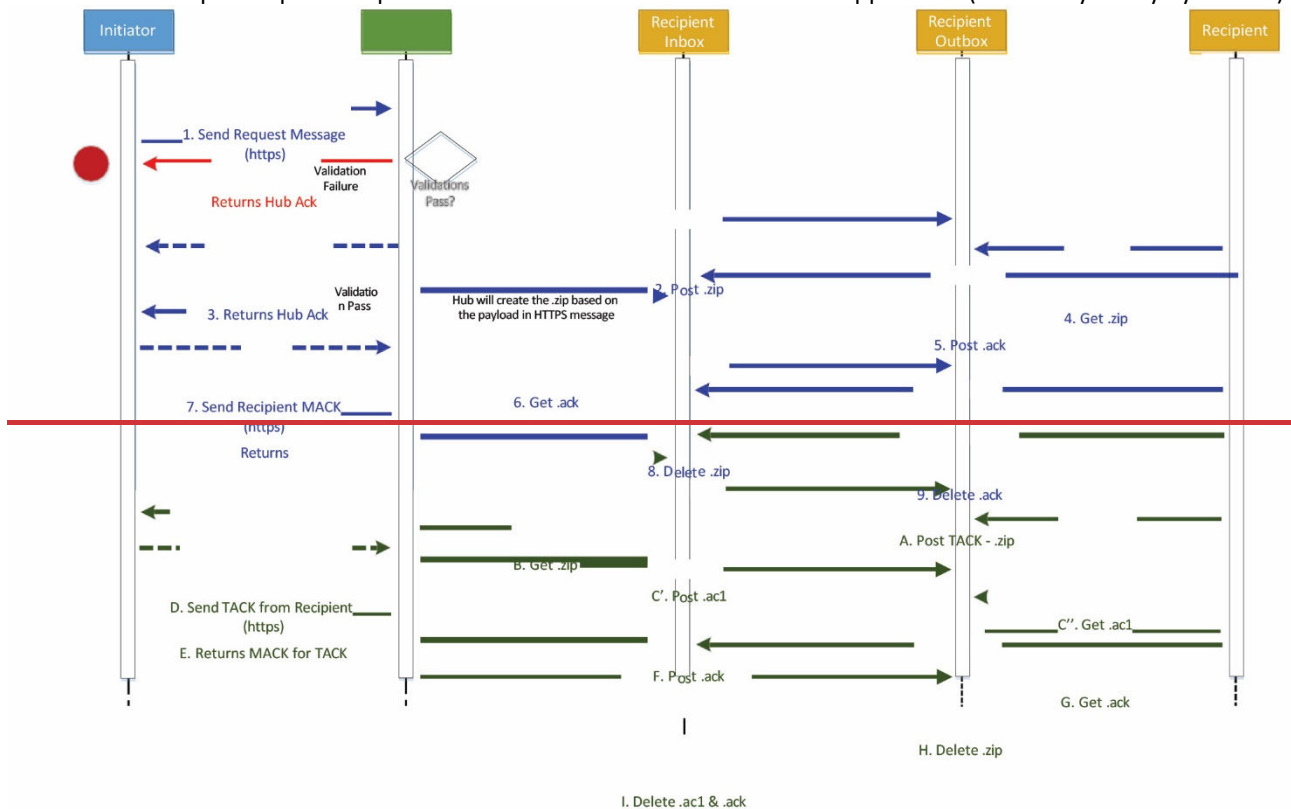 Initiator
Recipient
Inbox
Recipient
Outbox
Recipient
1. Send Request Message
(https)
Validation
Failure
Validations
Pass?
Returns Hub Ack
2. Post .zip
Validatio
n Pass
Hub will create the .zip based on
the payload in HTTPS message
3. Returns Hub Ack
4. Get .zip
5. Post .ack
6. Get .ack
7. Send Recipient MACK
(https)
Returns
8. Delete .zip
9. Delete .ack
A. Post TACK - .zip
B. Get .zip
C'. Post .ac1
D. Send TACK from Recipient
(https)
C''. Get .ac1
E. Returns MACK for TACK
F. Post .ack
G. Get .ack
H. Delete .zip
I. Delete .ac1 & .ack